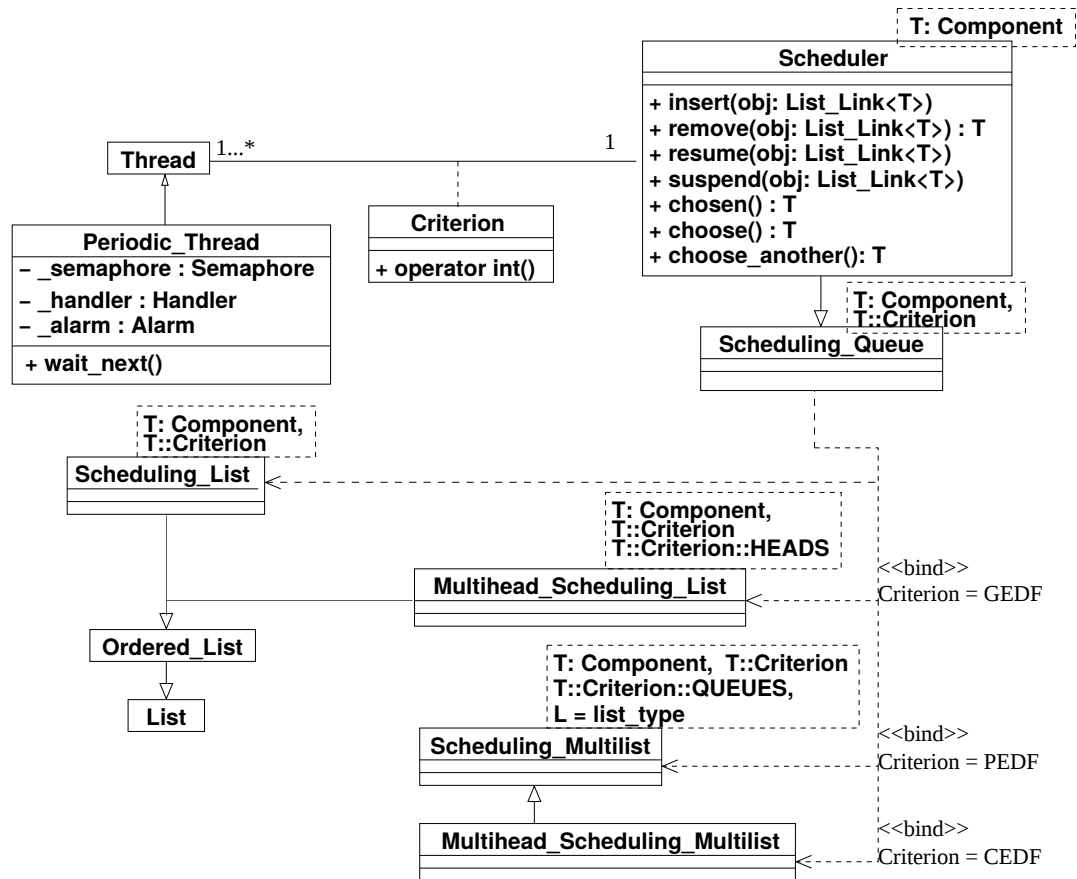 T: Component
Scheduler
+ insert(obj: List_Link<T>)
+ remove(obj: List_Link<T>) : T
+ resume(obj: List_Link<T>)
+ suspend(obj: List_Link<T>)
+ chosen() : T
+ choose() : T
+ choose_another(): T
1...*
1
Thread
Criterion
+ operator int()
Periodic_Thread
– _semaphore : Semaphore
– _handler : Handler
– _alarm : Alarm
+ wait_next()
T: Component,
T::Criterion
Scheduling_Queue
T: Component,
T::Criterion
Scheduling_List
T: Component,
T::Criterion
T::Criterion::HEADS
Multihead_Scheduling_List
<<bind>>
Criterion = GEDF
Ordered_List
List
T: Component, T::Criterion
T::Criterion::QUEUES,
L = list_type
Scheduling_Multilist
<<bind>>
Criterion = PEDF
Multihead_Scheduling_Multilist
<<bind>>
Criterion = CEDF